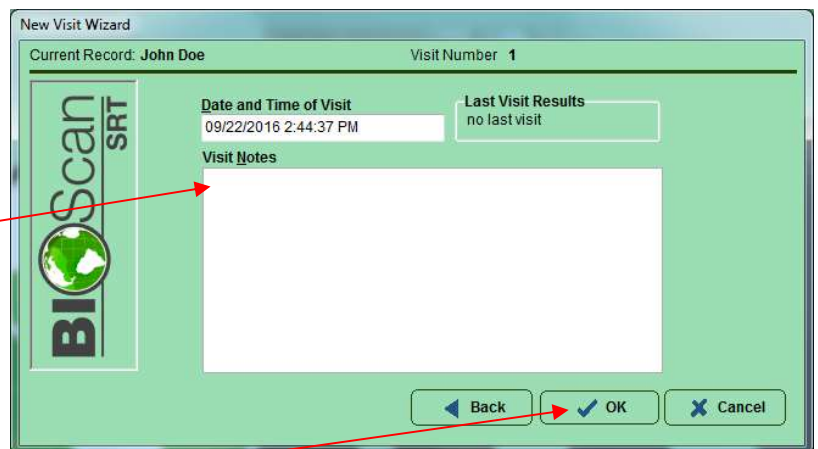 New Visit Wizard
Current Record: John Doe Visit Number 1
BIOScan
SRT
Date and Time of Visit
09/22/2016 2:44:37 PM
Last Visit Results
no last visit
Visit Notes
Back
OK
Cancel